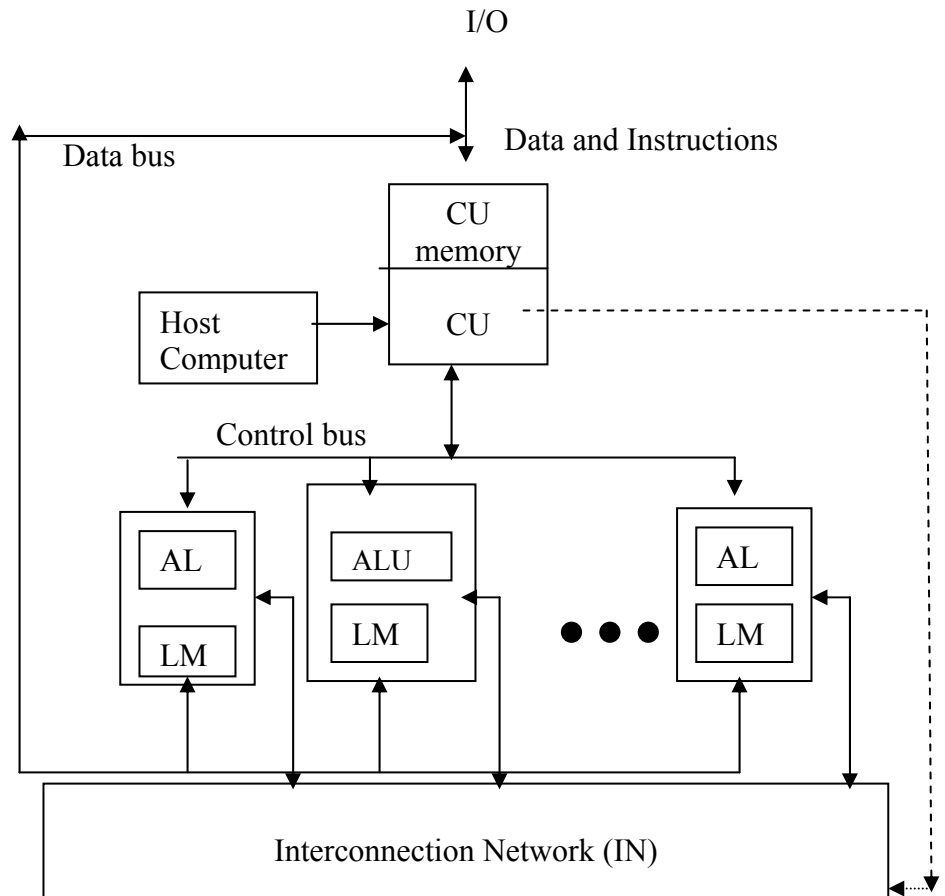 I/O
Data bus
Data and Instructions
CU
memory
Host
Computer
CU
Control bus
AL
ALU
AL
LM
LM
LM
Interconnection Network (IN)